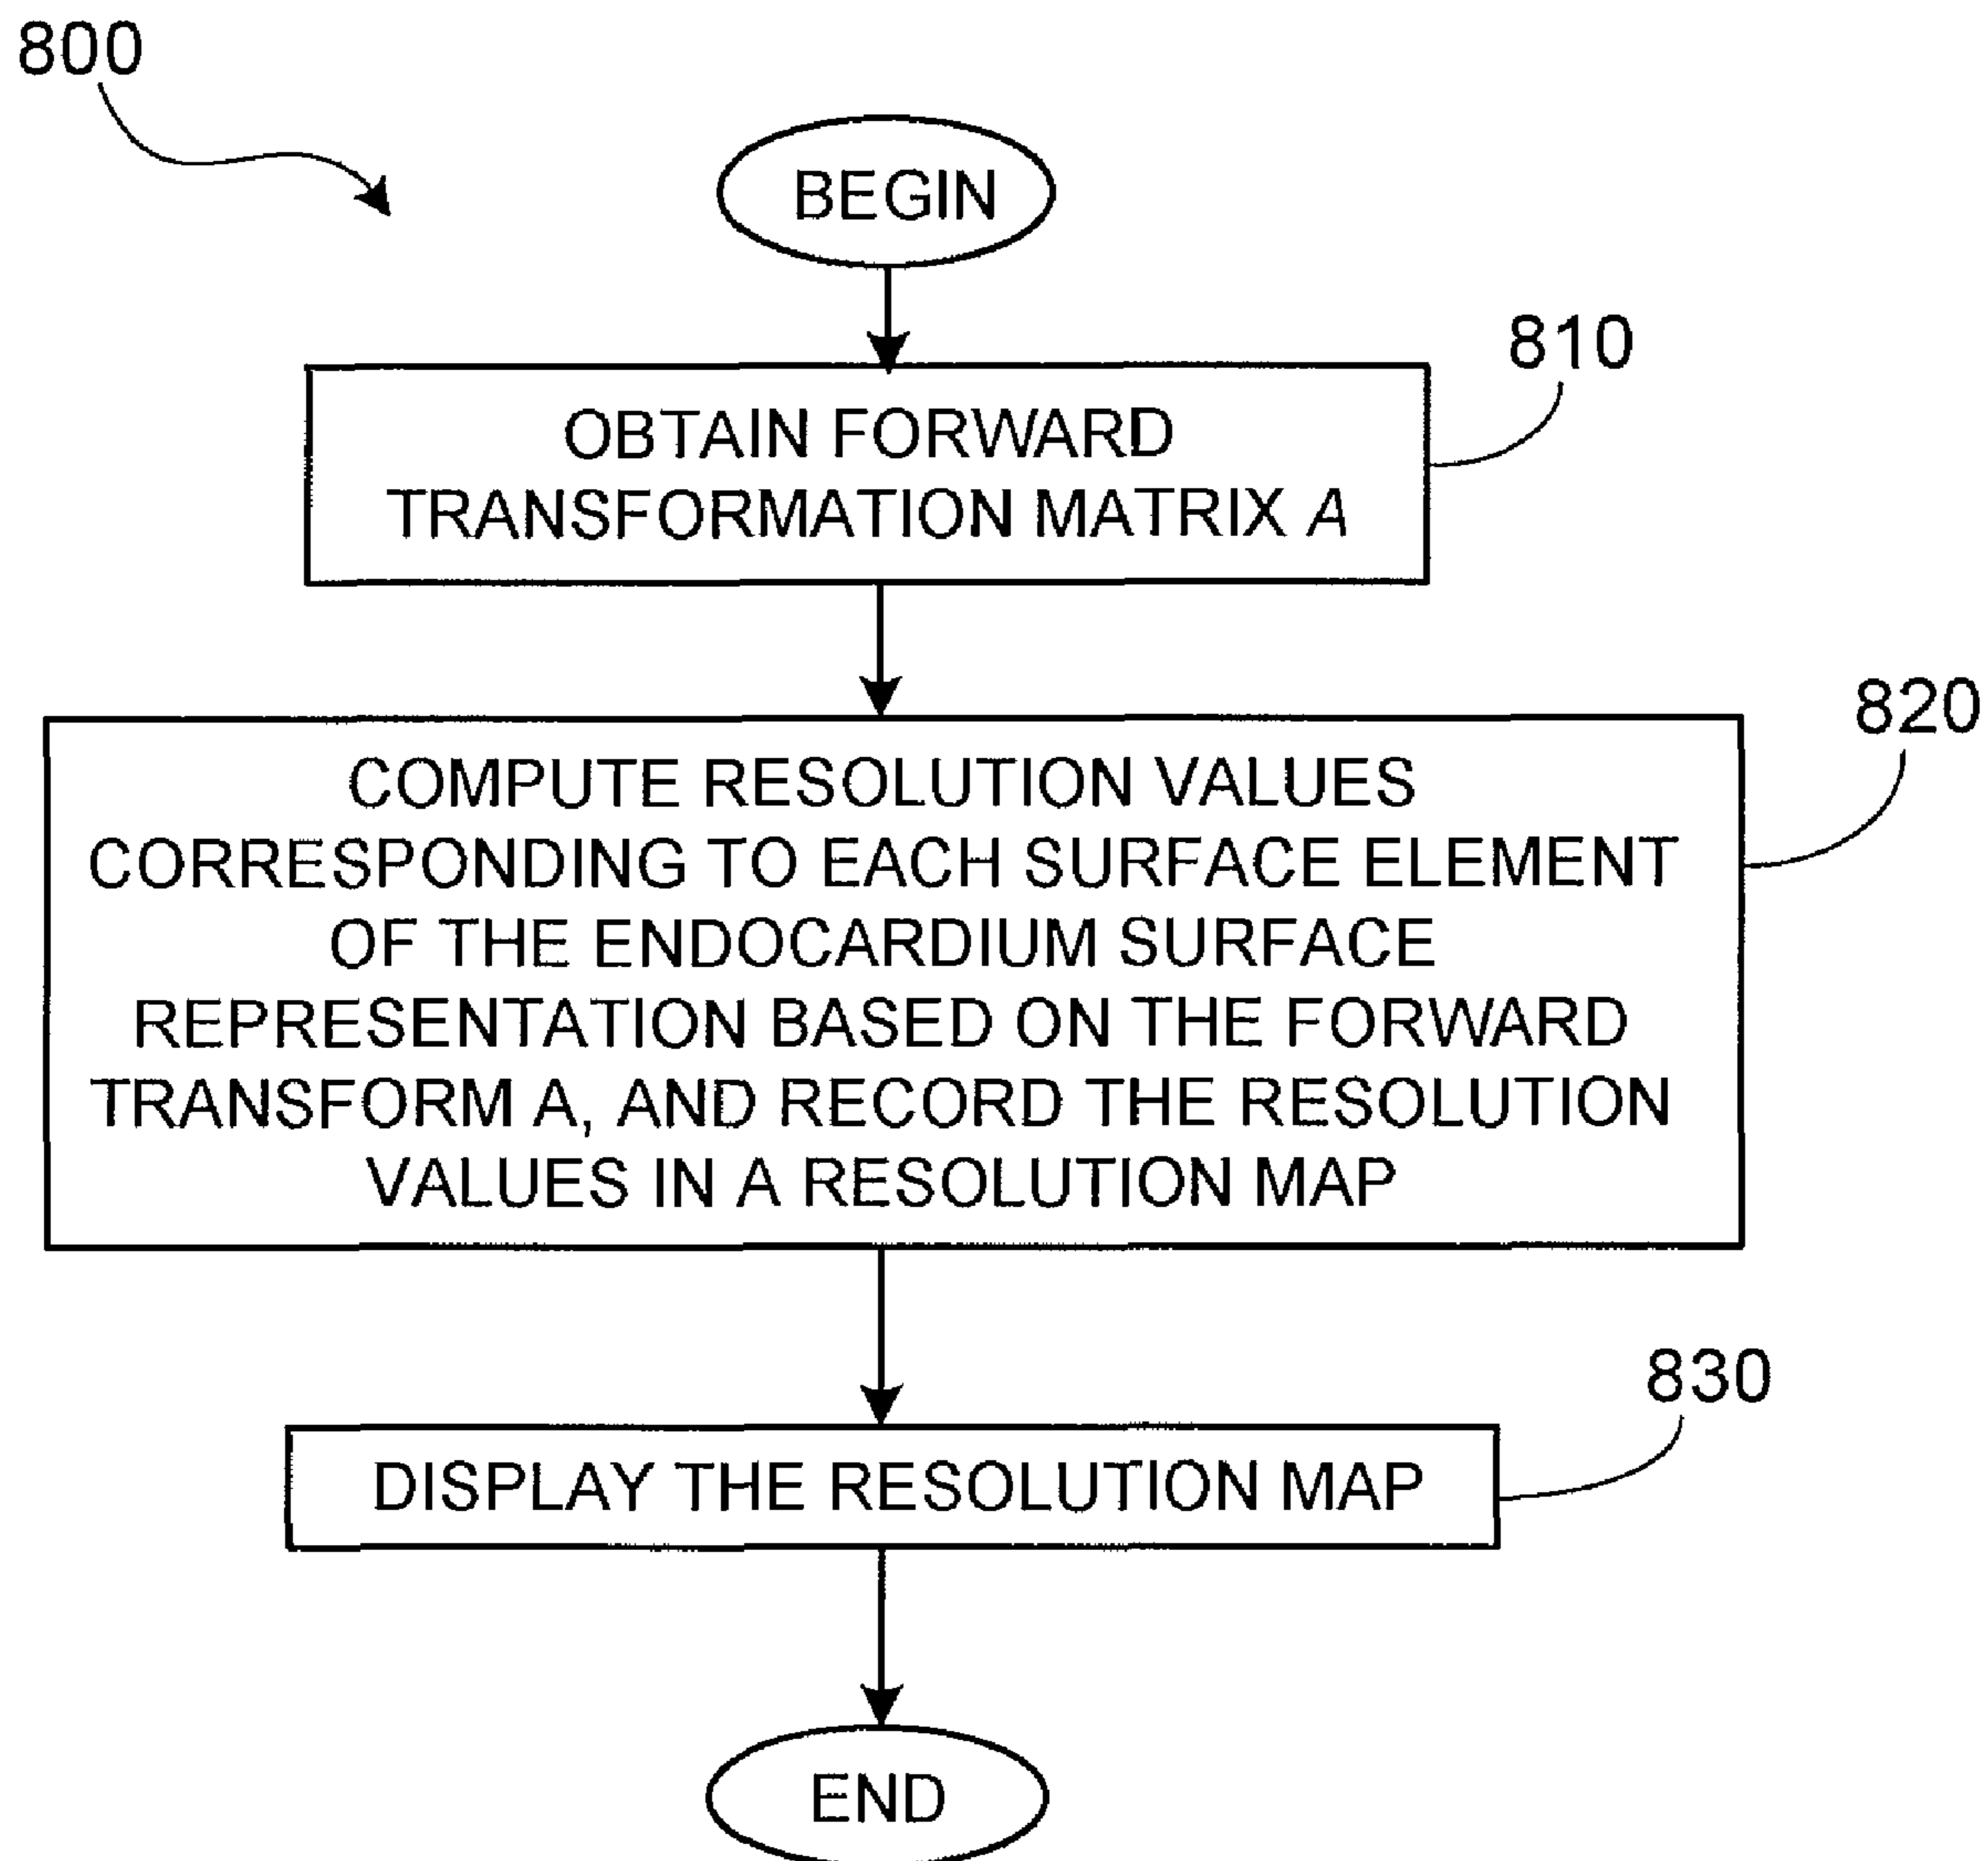 800
BEGIN
810
OBTAIN FORWARD
TRANSFORMATION MATRIX A
820
COMPUTE RESOLUTION VALUES
CORRESPONDING TO EACH SURFACE ELEMENT
OF THE ENDOCARDIUM SURFACE
REPRESENTATION BASED ON THE FORWARD
TRANSFORM A, AND RECORD THE RESOLUTION
VALUES IN A RESOLUTION MAP
830
DISPLAY THE RESOLUTION MAP
END